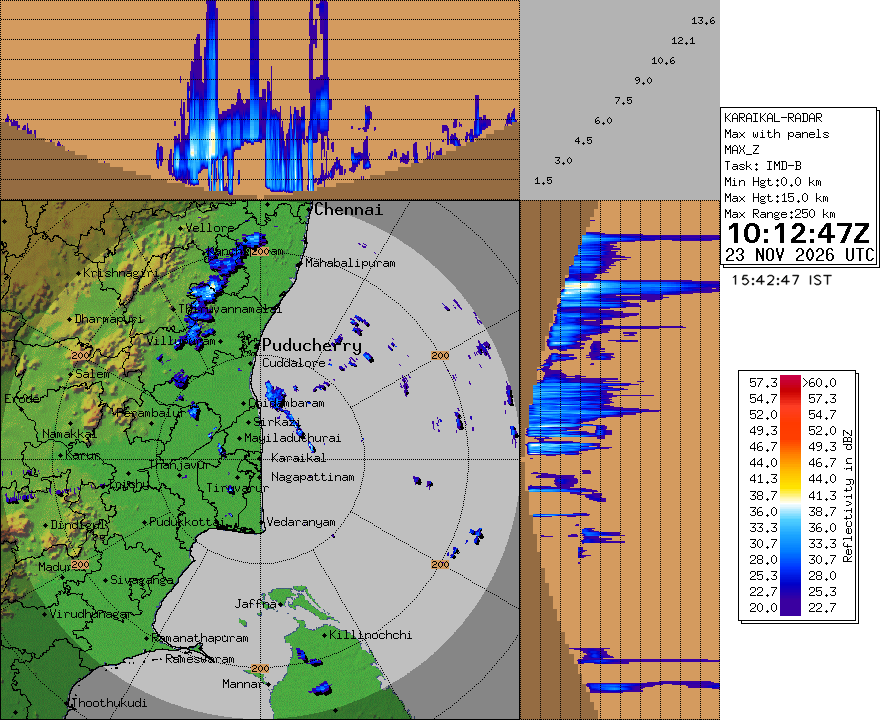 13.6
12.1
10.6
9.0
7.5
6.0
4.5
3.0
1.5
KARAIKAL-RADAR
Max with panels
MAX_Z
Task: IMD-B
Min Hgt:0.0 km
Max Hgt:15.0 km
Max Range:250 km
10:12:47Z
23 NOV 2026 UTC
15:42:47 IST
Chennai
Vellore
200
Mahabalipuram
Krishnagiri
Dharmapuri
Puducherry
200
200
Cuddalore
Salem
Erode
Perambalur
SirKazi
Namakkal
Mayiladuthurai
Karur
Thanjavur
Karaikal
Nagapattinam
Tiruvarur
Dindigul
Pudukkottai
Vedaranyam
200
200
Madurai
Sivaganga
Jaffna
Virudhunagar
Killinochchi
Ramanathapuram
Rameswaram
200
Mannar
Thoothukudi
57.3 >60.0
54.7 57.3
52.0 54.7
49.3 52.0
46.7 49.3
44.0 46.7
41.3 44.0
38.7 41.3
36.0 38.7
33.3 36.0
30.7 33.3
28.0 30.7
25.3 28.0
22.7 25.3
20.0 22.7
Reflectivity in dBZ